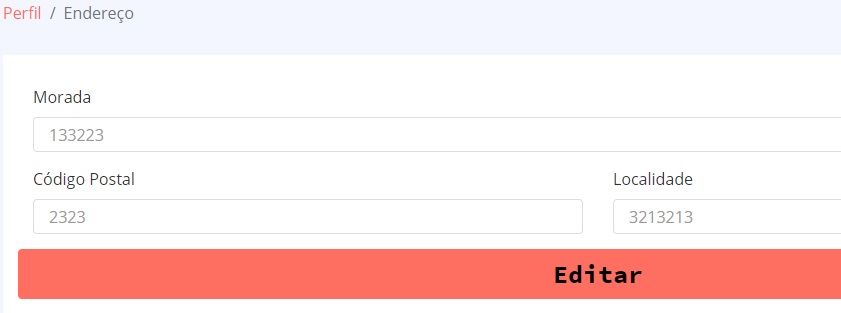 Perfil / Endereço
Morada
133223
Código Postal
Localidade
2323
3213213
Editar